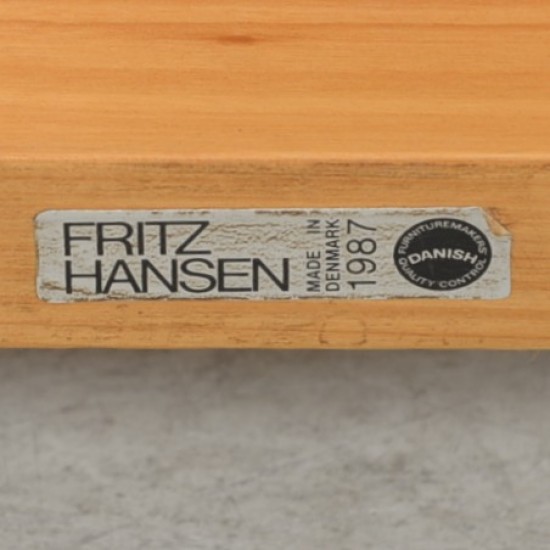 FRITZ
HANSEN
MADE IN
DENMARK
1987
FURNITUREMAKERS
DANISH
QUALITY CONTROL